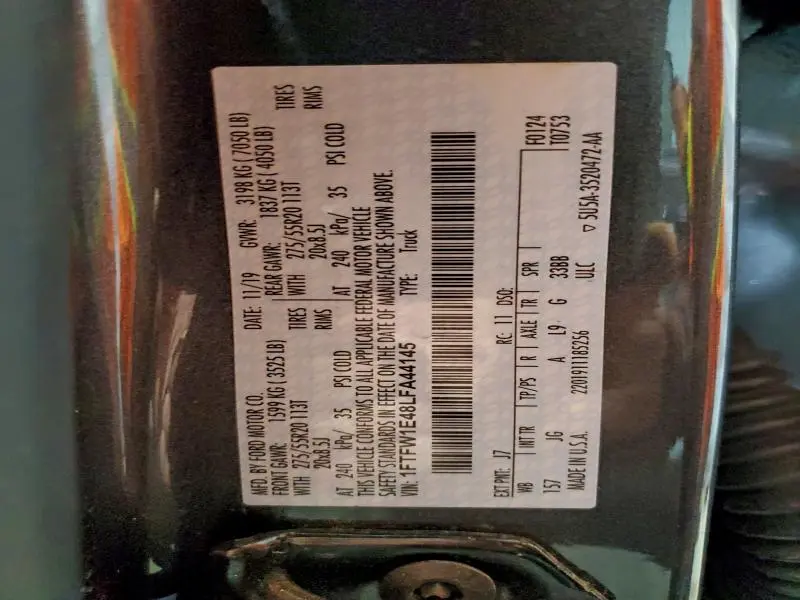 MFD. BY FORD MOTOR CO. DATE: 11/19 GVWR: 3198 KG ( 7050 LB)
FRONT GAWR: 1599 KG ( 3525 LB) REAR GAWR: 1837 KG ( 4050 LB)
WITH 275/55R20 113T TIRES WITH 275/55R20 113T TIRES
20x8.5J RIMS 20x8.5J RIMS
AT 240 kPa/ 35 PSI COLD AT 240 kPa/ 35 PSI COLD
THIS VEHICLE CONFORMS TO ALL APPLICABLE FEDERAL MOTOR VEHICLE
SAFETY STANDARDS IN EFFECT ON THE DATE OF MANUFACTURE SHOWN ABOVE.
VIN: 1FTFW1E48LFA44145 TYPE: Truck
EXT PNT: J7 RC: 11 DSO: F0124
WB INT TR TP/PS R AXLE TR SPR T0753
157 JG A L9 G 33BB
MADE IN U.S.A. 220191118S256 ULC ▽ 5U5A-3520472-AA